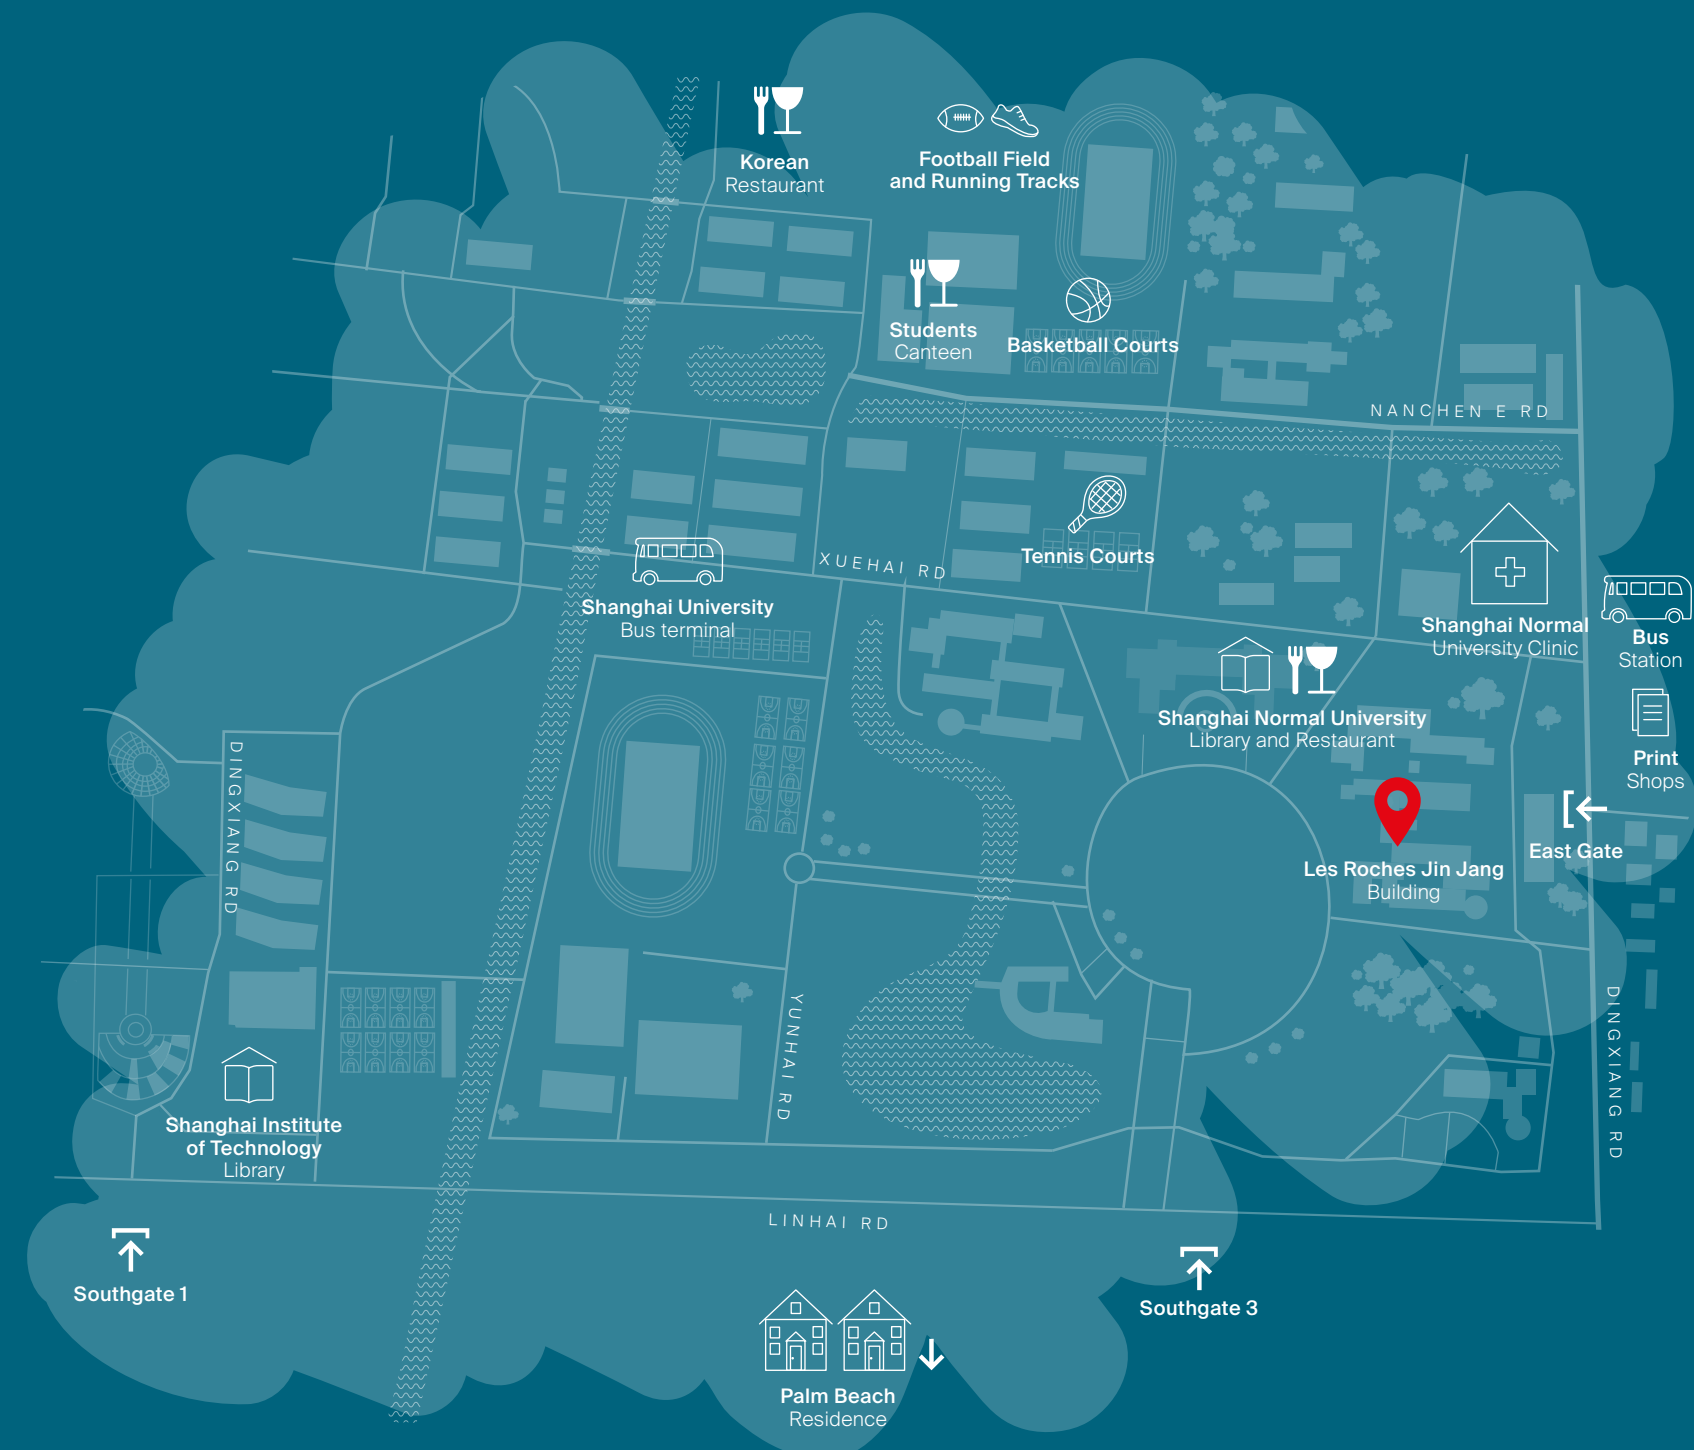 Korean
Restaurant
Football Field
and Running Tracks
Students
Canteen
Basketball Courts
NANCHEN E RD
XUEHAI RD
Tennis Courts
Shanghai University
Bus terminal
Shanghai Normal
University Clinic
Bus
Station
Shanghai Normal University
Library and Restaurant
Print
Shops
DINGXIANG RD
East Gate
Les Roches Jin Jang
Building
YUNHAI RD
DINGXIANG RD
Shanghai Institute
of Technology
Library
LINHAI RD
Southgate 1
Southgate 3
Palm Beach
Residence